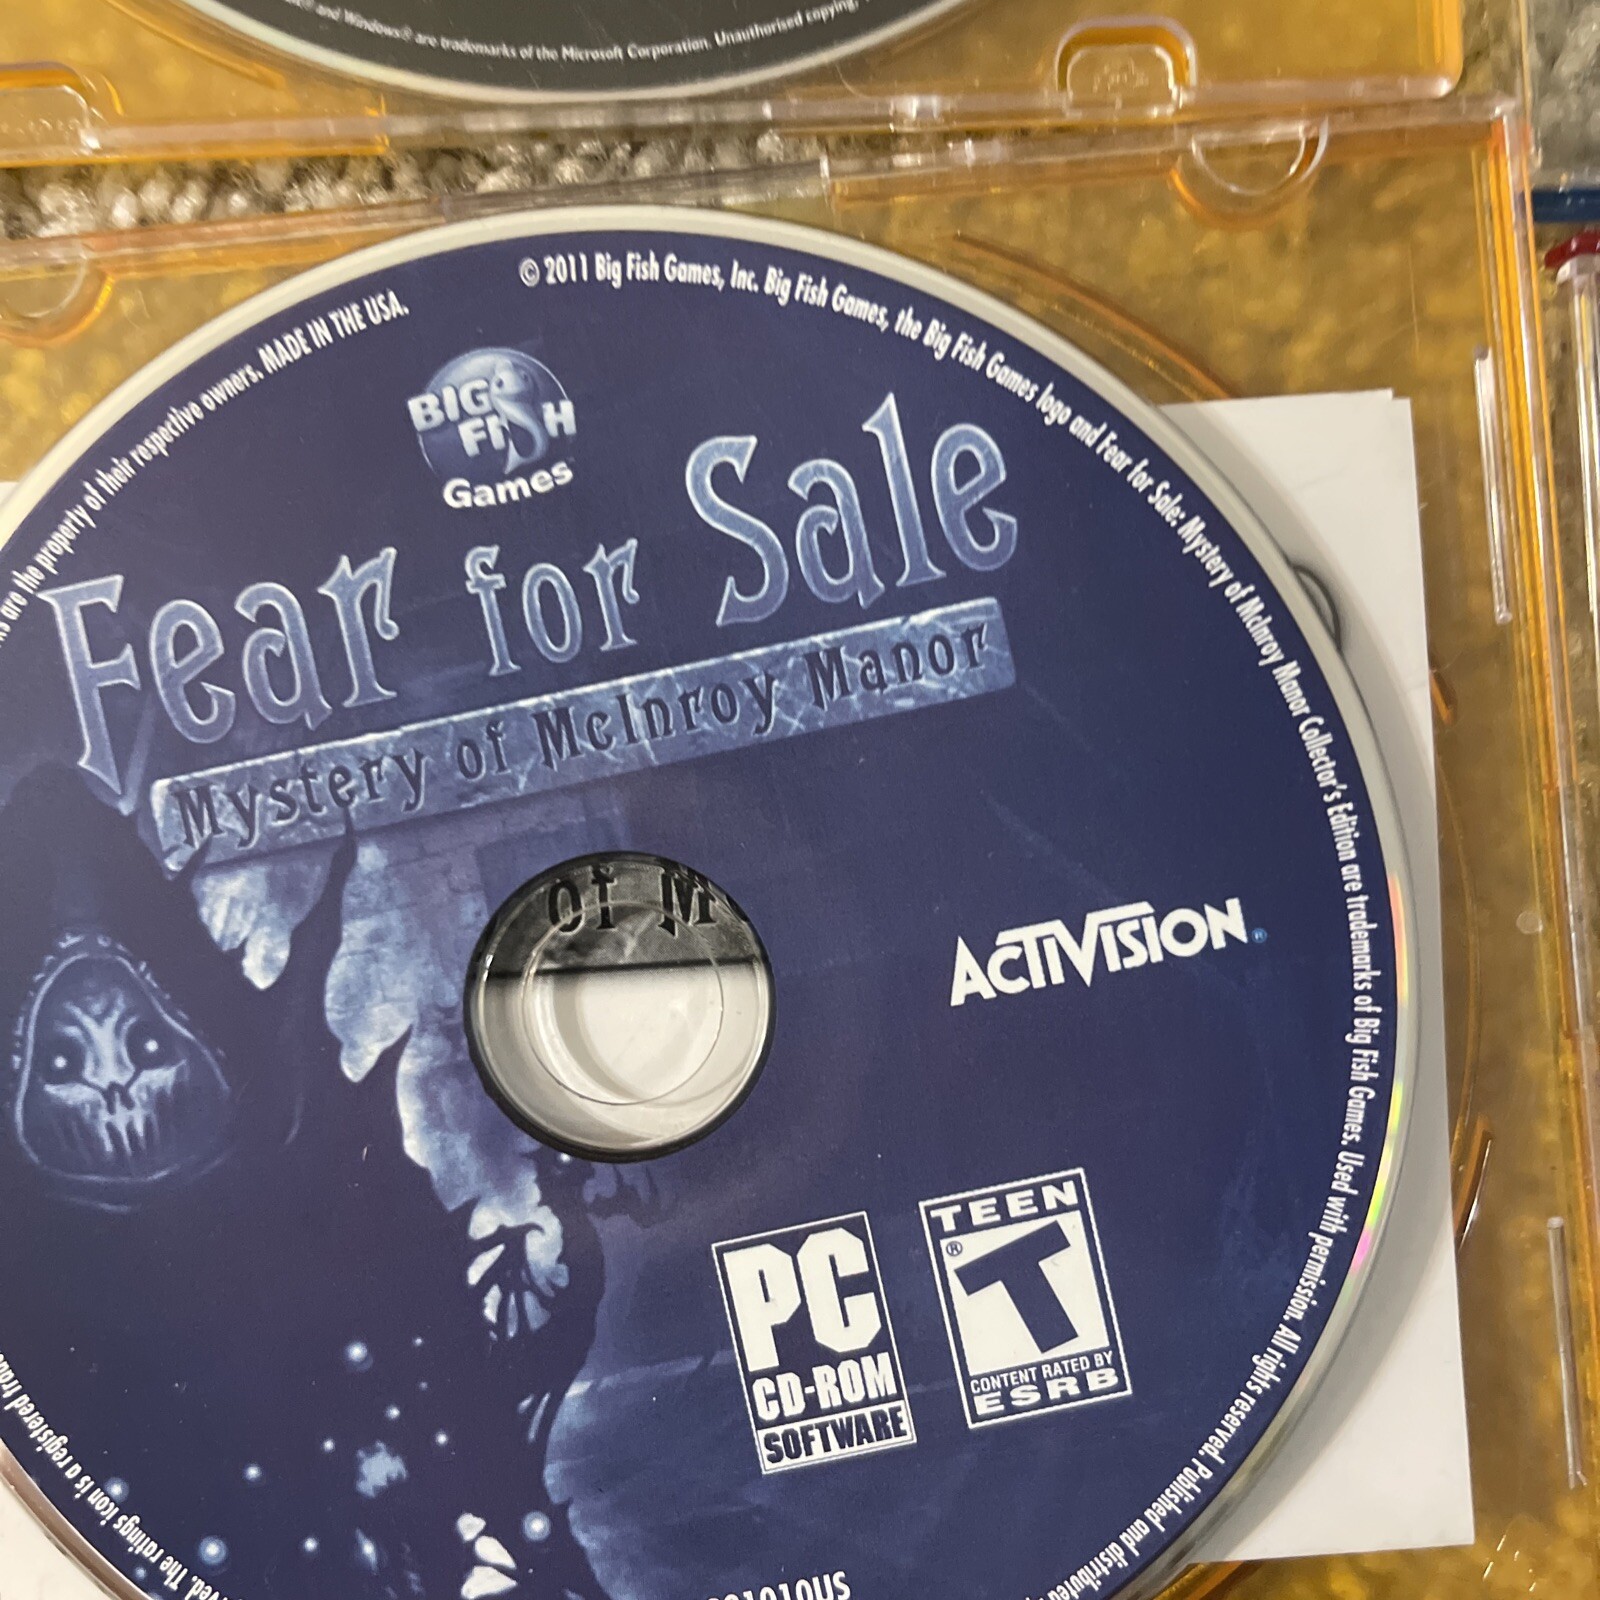 and Windows® are trademarks of the Microsoft Corporation. Unauthorised copying,
© 2011 Big Fish Games, Inc. Big Fish Games, the Big Fish Games logo and Fear for Sale: Mystery of McInroy Manor Collector's Edition are trademarks of Big Fish Games. Used with permission. All rights reserved. Published and distributed
The ratings icon is a registered
are the property of their respective owners. MADE IN THE USA.
BIG FISH
Games
Fear for Sale
Mystery of McInroy Manor
of
ACTIVISION®
PC
CD-ROM
SOFTWARE
TEEN
T
®
CONTENT RATED BY
ESRB